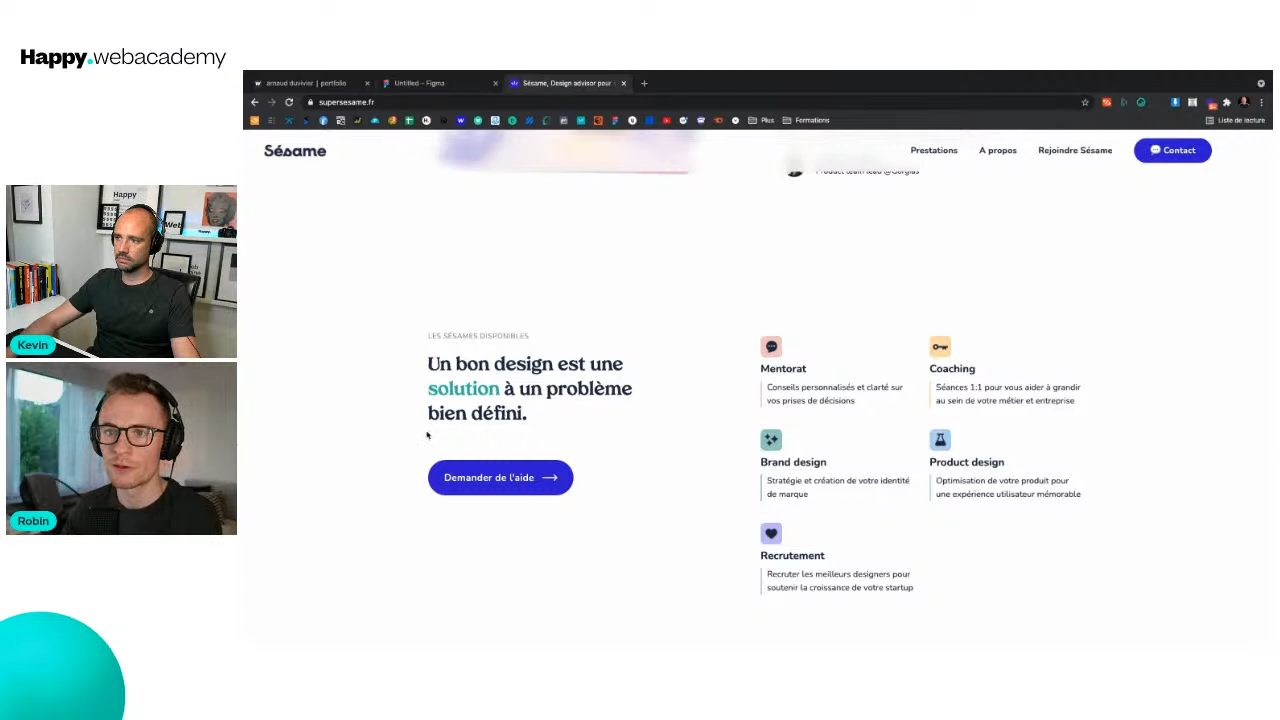 Happy.webacademy
arnaud duvivier | portfolio
Untitled – Figma
Sésame, Design advisor pour
supersesame.fr
Plus
Formations
Liste de lecture
Sésame
Prestations
A propos
Rejoindre Sésame
Contact
Product team lead @Gorgias
Happy
Web
Kevin
Robin
LES SÉSAMES DISPONIBLES
Un bon design est une
solution à un problème
bien défini.
Demander de l'aide
Mentorat
Conseils personnalisés et clarté sur
vos prises de décisions
Coaching
Séances 1:1 pour vous aider à grandir
au sein de votre métier et entreprise
Brand design
Stratégie et création de votre identité
de marque
Product design
Optimisation de votre produit pour
une expérience utilisateur mémorable
Recrutement
Recruter les meilleurs designers pour
soutenir la croissance de votre startup